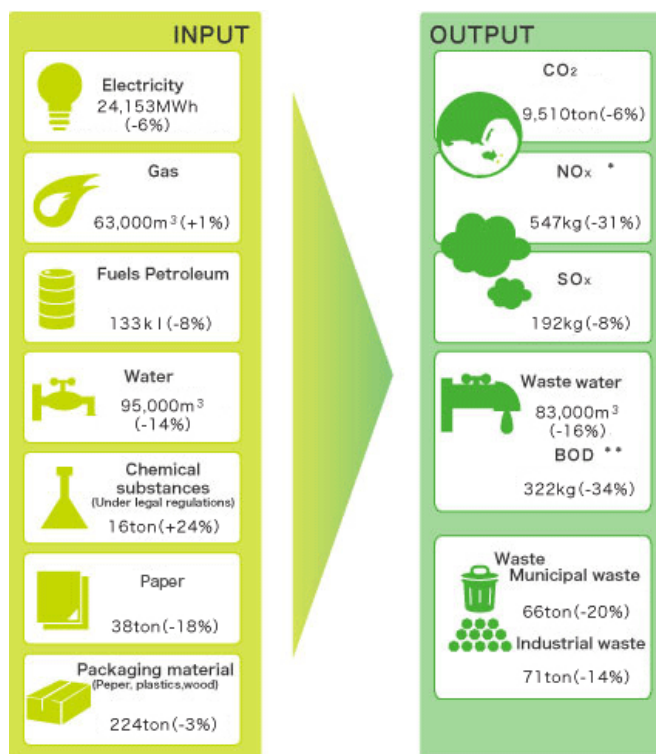 INPUT
Electricity
24,153MWh
(-6%)
Gas
63,000m³(+1%)
Fuels Petroleum
133kl(-8%)
Water
95,000m³
(-14%)
Chemical
substances
(Under legal regulations)
16ton(+24%)
Paper
38ton(-18%)
Packaging material
(Peper, plastics,wood)
224ton(-3%)
OUTPUT
CO₂
9,510ton(-6%)
NOx *
547kg(-31%)
SOx
192kg(-8%)
Waste water
83,000m³
(-16%)
BOD **
322kg(-34%)
Waste
Municipal waste
66ton(-20%)
Industrial waste
71ton(-14%)